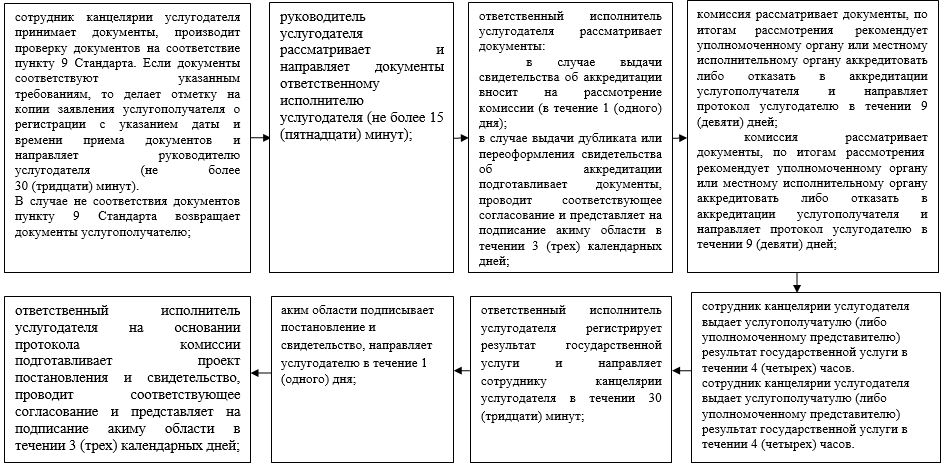 сотрудник канцелярии услугодателя
принимает документы, производит
проверку документов на соответствие
пункту 9 Стандарта. Если документы
соответствуют указанным
требованиям, то делает отметку на
копии заявления услугополучателя о
регистрации с указанием даты и
времени приема документов и
направляет руководителю
услугодателя (не более
30 (тридцати) минут).
В случае не соответствия документов
пункту 9 Стандарта возвращает
документы услугополучателю;
руководитель
услугодателя
рассматривает и
направляет документы
ответственному
исполнителю
услугодателя (не более 15
(пятнадцати) минут);
ответственный исполнитель
услугодателя рассматривает
документы:
в случае выдачи
свидетельства об аккредитации
вносит на рассмотрение
комиссии (в течение 1 (одного)
дня);
в случае выдачи дубликата или
переоформления свидетельства
об аккредитации
подготавливает документы,
проводит соответствующее
согласование и представляет на
подписание акиму области в
течении 3 (трех) календарных
дней;
комиссия рассматривает документы, по
итогам рассмотрения рекомендует
уполномоченному органу или местному
исполнительному органу аккредитовать
либо отказать в аккредитации
услугополучателя и направляет
протокол услугодателю в течении 9
(девяти) дней;
комиссия рассматривает
документы, по итогам рассмотрения
рекомендует уполномоченному органу
или местному исполнительному органу
аккредитовать либо отказать в
аккредитации услугополучателя и
направляет протокол услугодателю в
течении 9 (девяти) дней;
сотрудник канцелярии услугодателя
выдает услугополучатулю (либо
уполномоченному представителю)
результат государственной услуги в
течении 4 (четырех) часов.
сотрудник канцелярии услугодателя
выдает услугополучатулю (либо
уполномоченному представителю)
результат государственной услуги в
течении 4 (четырех) часов.
ответственный исполнитель
услугодателя регистрирует
результат государственной
услуги и направляет
сотруднику канцелярии
услугодателя в течении 30
(тридцати) минут;
аким области подписывает
постановление и
свидетельство, направляет
услугодателю в течение 1
(одного) дня;
ответственный исполнитель
услугодателя на основании
протокола комиссии
подготавливает проект
постановления и свидетельство,
проводит соответствующее
согласование и представляет на
подписание акиму области в
течении 3 (трех) календарных дней;